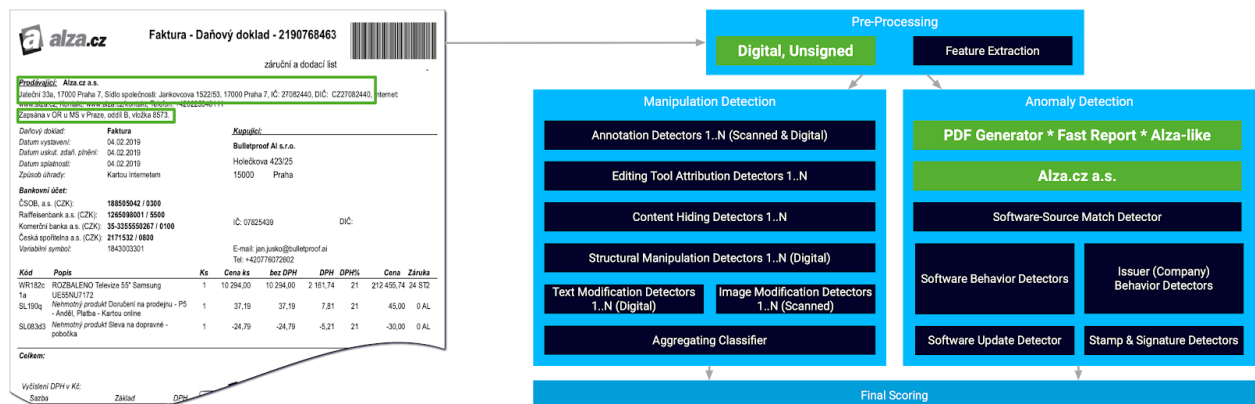 alza.cz
Faktura - Daňový doklad - 2190768463
záruční a dodací list
Prodávající: Alza.cz a.s.
Jateční 33a, 17000 Praha 7, Sídlo společnosti: Jankovcova 1522/53, 17000 Praha 7, IČ: 27082440, DIČ: CZ27082440, Internet:
Zapsána v OR u MS v Praze, oddíl B, vložka 8573.
Daňový doklad: Faktura
Datum vystavení: 04.02.2019
Datum uskut. zdaň. plnění: 04.02.2019
Datum splatnosti: 04.02.2019
Způsob úhrady: Kartou Internetem
Bankovní účet:
ČSOB, a.s. (CZK): 188505042 / 0300
Raiffeisenbank a.s. (CZK): 1265098001 / 5500
Komerční banka a.s. (CZK): 35-3355550267 / 0100
Česká spořitelna a.s. (CZK): 2171532 / 0800
Variabilní symbol: 1843003301
Kupující:
Bulletproof AI s.r.o.
Holečkova 423/25
15000 Praha
IČ: 07825439 DIČ:
E-mail: jan.jusko@bulletproof.ai
Tel: +420776072602
Kód Popis Ks Cena ks bez DPH DPH DPH% Cena Záruka
WR182c ROZBALENO Televize 55" Samsung 1 10 294,00 10 294,00 2 161,74 21 212 455,74 24 ST2
1a UE55NU7172
SL190q Nehmotný produkt Doručení na prodejnu - P5 1 37,19 37,19 7,81 21 45,00 0 AL
- Anděl, Platba - Kartou online
SL083d3 Nehmotný produkt Sleva na dopravné - 1 -24,79 -24,79 -5,21 21 -30,00 0 AL
pobočka
Celkem:
Vyčíslení DPH v Kč:
Sazba Základ DPH
Pre-Processing
Digital, Unsigned
Feature Extraction
Manipulation Detection
Annotation Detectors 1..N (Scanned & Digital)
Editing Tool Attribution Detectors 1..N
Content Hiding Detectors 1..N
Structural Manipulation Detectors 1..N (Digital)
Text Modification Detectors
1..N (Digital)
Image Modification Detectors
1..N (Scanned)
Aggregating Classifier
Anomaly Detection
PDF Generator * Fast Report * Alza-like
Alza.cz a.s.
Software-Source Match Detector
Software Behavior Detectors
Issuer (Company)
Behavior Detectors
Software Update Detector
Stamp & Signature Detectors
Final Scoring